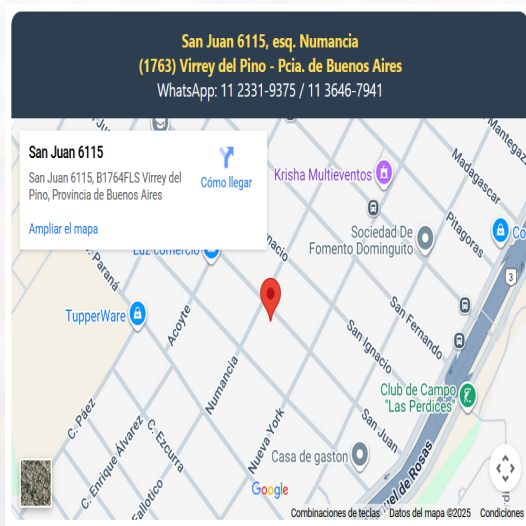 San Juan 6115, esq. Numancia
(1763) Virrey del Pino - Pcia. de Buenos Aires
WhatsApp: 11 2331-9375 / 11 3646-7941
San Juan 6115
San Juan 6115, B1764FLS Virrey del
Pino, Provincia de Buenos Aires
Cómo llegar
Ampliar el mapa
Krisha Multieventos
Madagascar
Pitagoras
Sociedad De
Fomento Dominguito
Luz comercio
Paraná
TupperWare
Acoyte
3
San Fernando
San Ignacio
Numancia
Club de Campo
"Las Perdices"
C. Páez
Nueva York
San Juan
C. Enrique Álvarez
C. Ezcurra
Casa de gaston
de Rosas
Google
Combinaciones de teclas
Datos del mapa ©2025
Condiciones